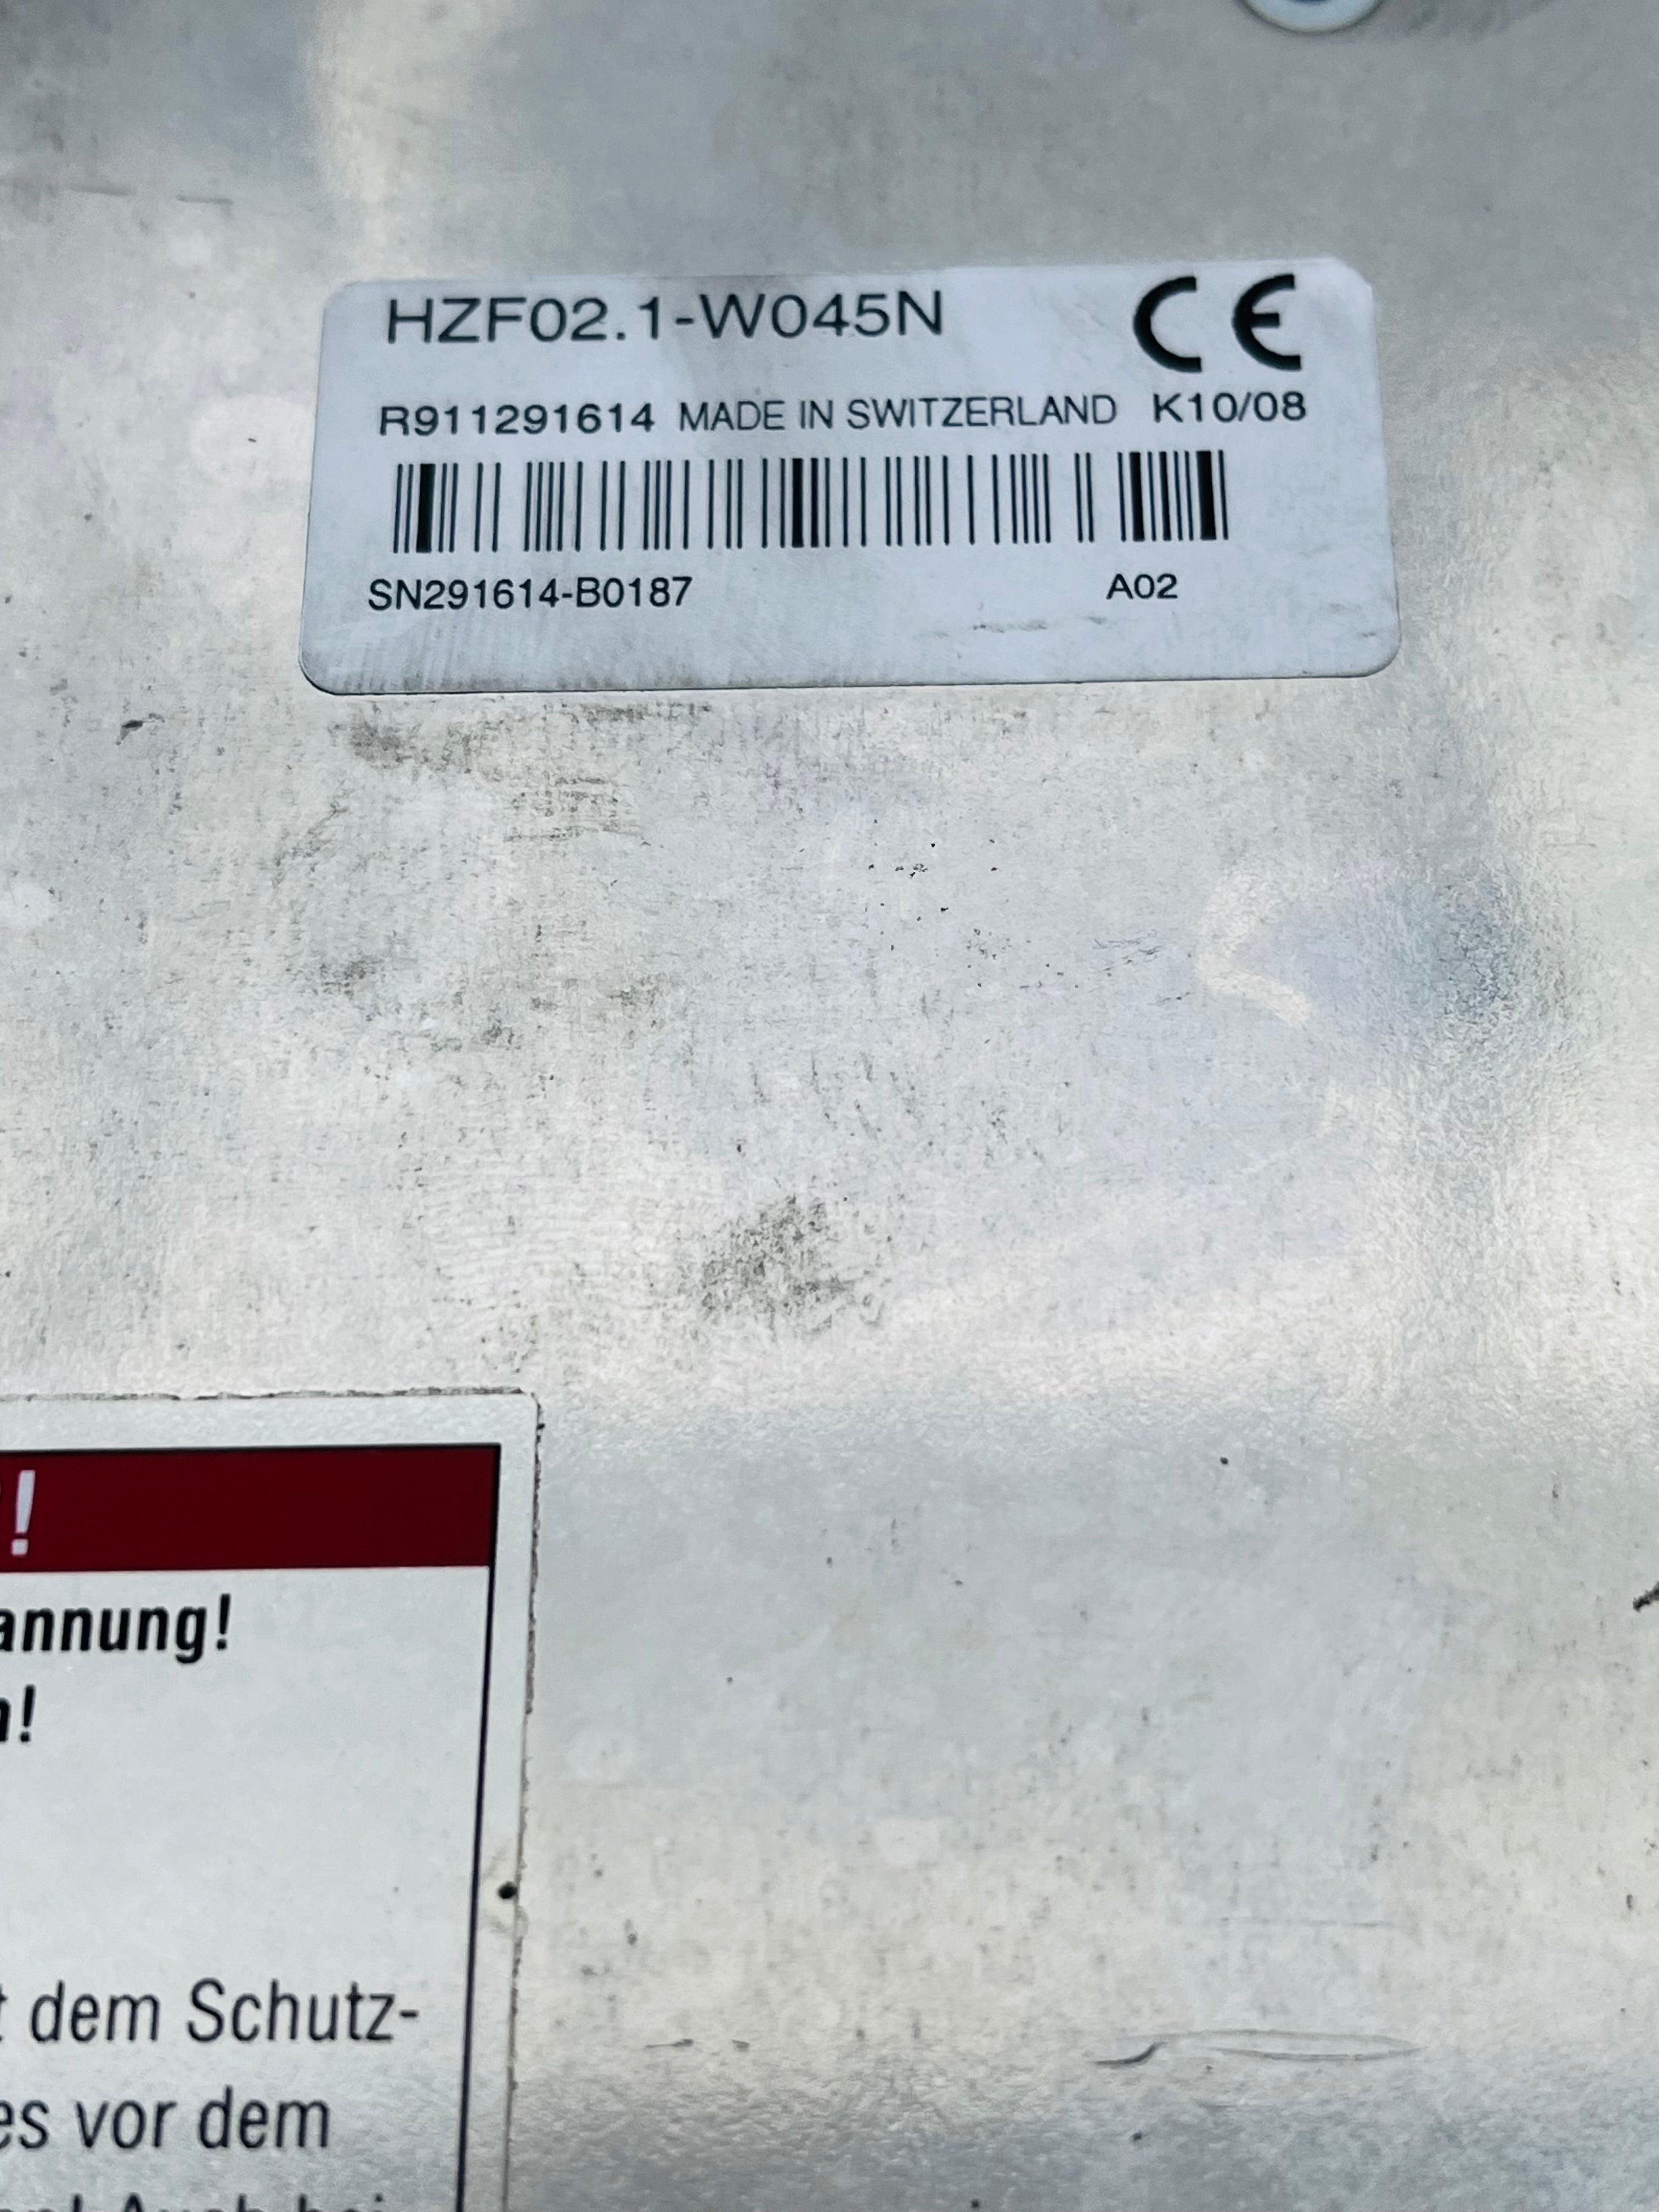 HZF02.1-W045N CE
R911291614 MADE IN SWITZERLAND K10/08
SN291614-B0187 A02
!
annung!
n!
t dem Schutz-
es vor dem